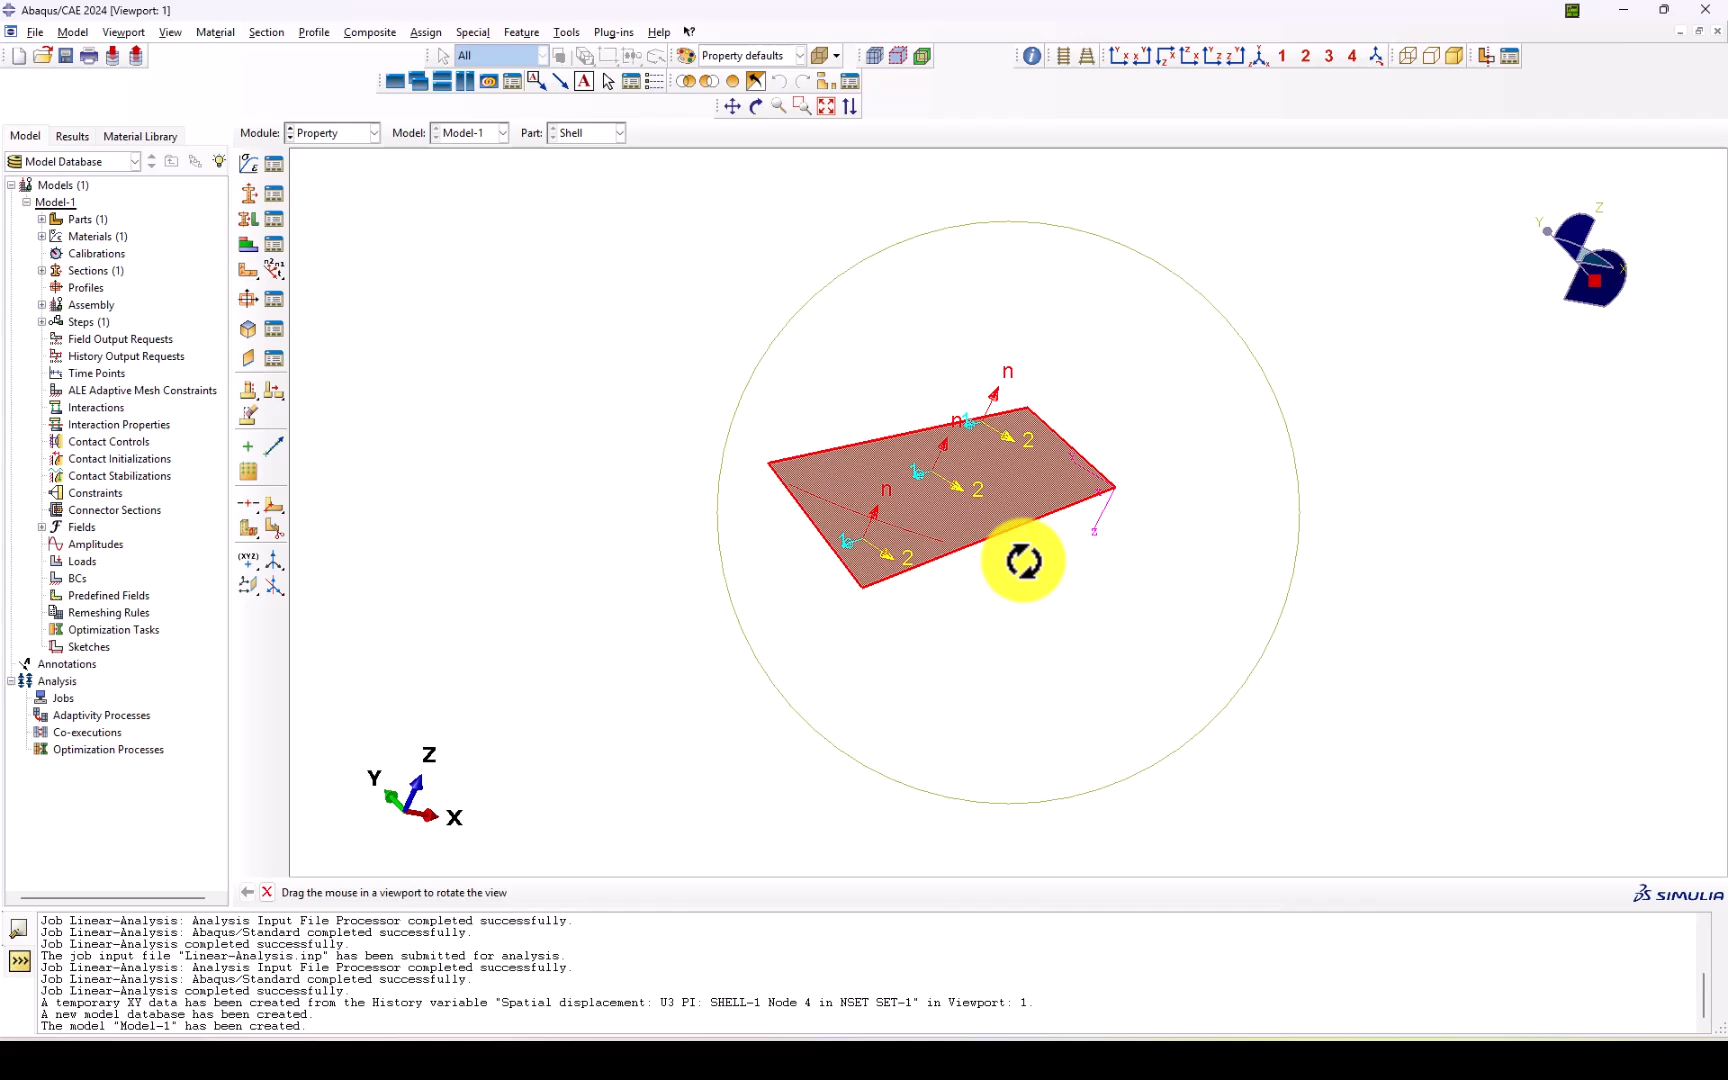 Abaqus/CAE 2024 [Viewport: 1]
File Model Viewport View Material Section Profile Composite Assign Special Feature Tools Plug-ins Help
All Property defaults 1 2 3 4
Model Results Material Library Module: Property Model: Model-1 Part: Shell
Model Database
Models (1)
Model-1
Parts (1)
Materials (1)
Calibrations
Sections (1)
Profiles
Assembly
Steps (1)
Field Output Requests
History Output Requests
Time Points
ALE Adaptive Mesh Constraints
Interactions
Interaction Properties
Contact Controls
Contact Initializations
Contact Stabilizations
Constraints
Connector Sections
Fields
Amplitudes
Loads
BCs
Predefined Fields
Remeshing Rules
Optimization Tasks
Sketches
Annotations
Analysis
Jobs
Adaptivity Processes
Co-executions
Optimization Processes
Z
Y
X
n
1
2
n
1
2
n
1
2
z
Z
Y
X
Drag the mouse in a viewport to rotate the view
SIMULIA
Job Linear-Analysis: Analysis Input File Processor completed successfully.
Job Linear-Analysis: Abaqus/Standard completed successfully.
Job Linear-Analysis completed successfully.
The job input file "Linear-Analysis.inp" has been submitted for analysis.
Job Linear-Analysis: Analysis Input File Processor completed successfully.
Job Linear-Analysis: Abaqus/Standard completed successfully.
Job Linear-Analysis completed successfully.
A temporary XY data has been created from the History variable "Spatial displacement: U3 PI: SHELL-1 Node 4 in NSET SET-1" in Viewport: 1.
A new model database has been created.
The model "Model-1" has been created.